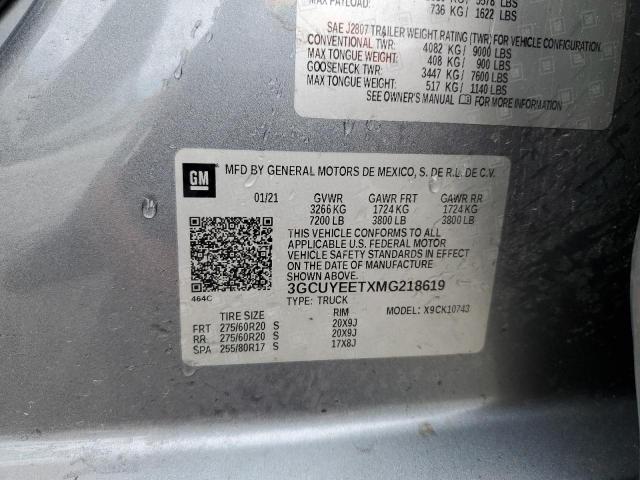 MAX PAYLOAD:
736 KG/ 1622 LBS
SAE J2807 TRAILER WEIGHT RATING (TWR) FOR VEHICLE CONFIGURATION.
CONVENTIONAL TWR: 4082 KG/ 9000 LBS
MAX TONGUE WEIGHT: 408 KG/ 900 LBS
GOOSENECK TWR: 3447 KG/ 7600 LBS
MAX TONGUE WEIGHT: 517 KG/ 1140 LBS
SEE OWNER'S MANUAL FOR MORE INFORMATION
GM MFD BY GENERAL MOTORS DE MEXICO, S. DE R.L. DE C.V.
01/21 GVWR GAWR FRT GAWR RR
3266 KG 1724 KG 1724 KG
7200 LB 3800 LB 3800 LB
THIS VEHICLE CONFORMS TO ALL
APPLICABLE U.S. FEDERAL MOTOR
VEHICLE SAFETY STANDARDS IN EFFECT
ON THE DATE OF MANUFACTURE
SHOWN ABOVE.
464C 3GCUYEETXMG218619
TYPE: TRUCK
TIRE SIZE RIM MODEL: X9CK10743
FRT 275/60R20 S 20X9J
RR 275/60R20 S 20X9J
SPA 255/80R17 S 17X8J